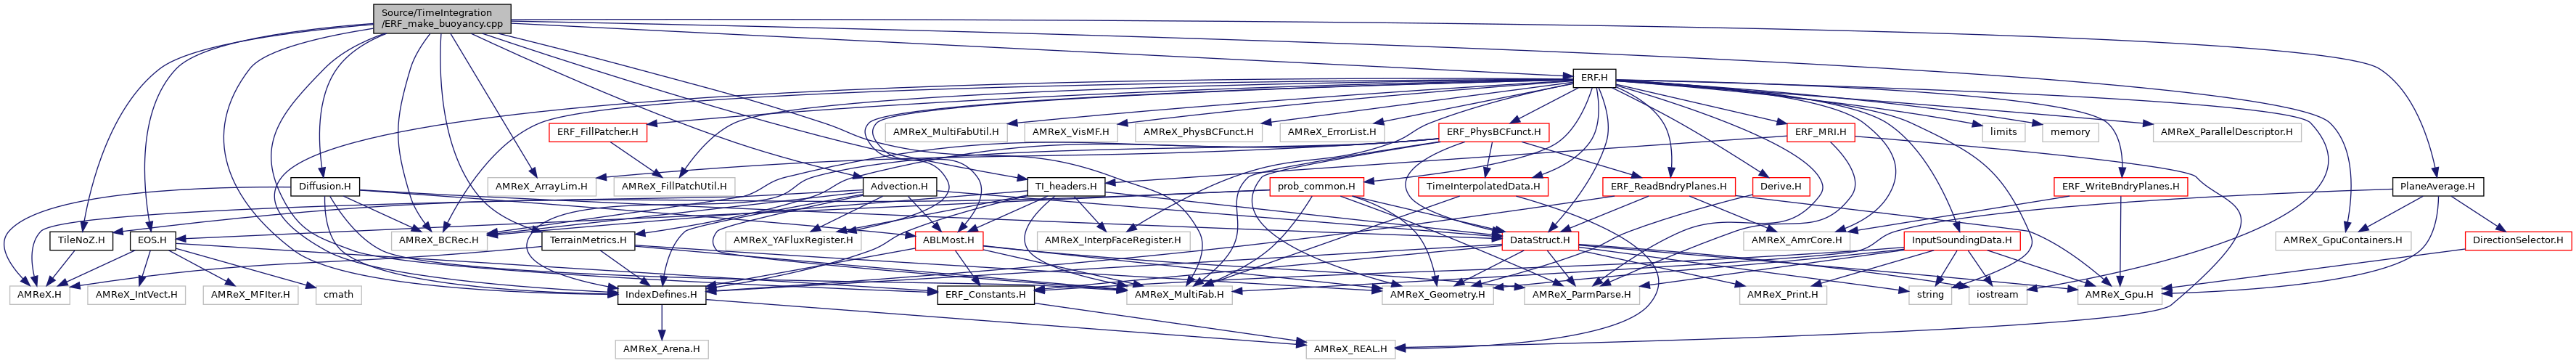 Source/TimeIntegration
/ERF_make_buoyancy.cpp
ERF.H
ERF_FillPatcher.H
AMReX_MultiFabUtil.H
AMReX_VisMF.H
AMReX_PhysBCFunct.H
AMReX_ErrorList.H
ERF_PhysBCFunct.H
ERF_MRI.H
limits
memory
AMReX_ParallelDescriptor.H
Diffusion.H
AMReX_ArrayLim.H
AMReX_FillPatchUtil.H
Advection.H
TI_headers.H
prob_common.H
TimeInterpolatedData.H
ERF_ReadBndryPlanes.H
Derive.H
ERF_WriteBndryPlanes.H
PlaneAverage.H
TileNoZ.H
EOS.H
AMReX_BCRec.H
TerrainMetrics.H
AMReX_YAFluxRegister.H
ABLMost.H
AMReX_InterpFaceRegister.H
DataStruct.H
AMReX_AmrCore.H
InputSoundingData.H
AMReX_GpuContainers.H
DirectionSelector.H
AMReX.H
AMReX_IntVect.H
AMReX_MFIter.H
cmath
IndexDefines.H
ERF_Constants.H
AMReX_MultiFab.H
AMReX_Geometry.H
AMReX_ParmParse.H
AMReX_Print.H
string
iostream
AMReX_Gpu.H
AMReX_Arena.H
AMReX_REAL.H